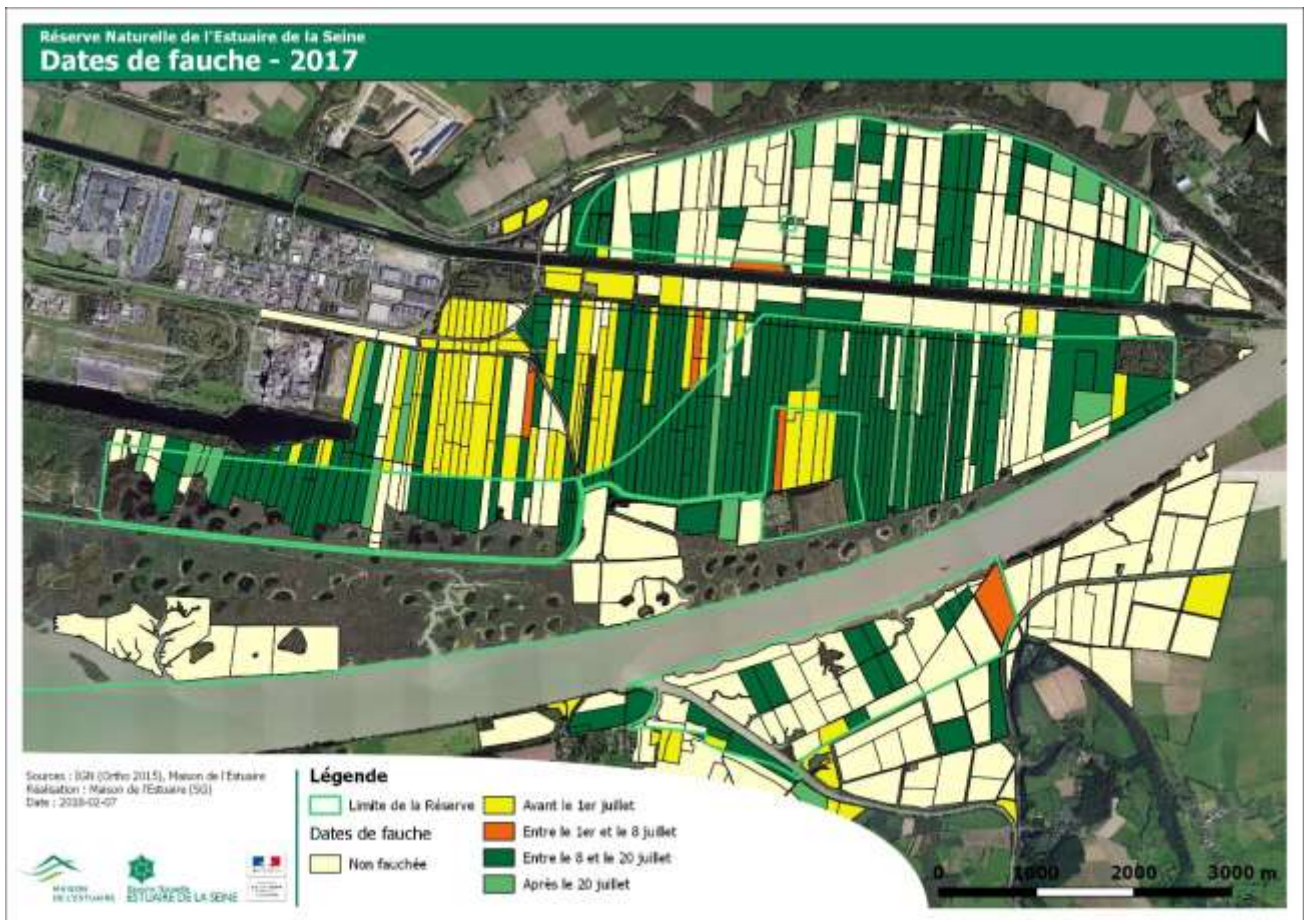 Réserve Naturelle de l'Estuaire de la Seine
Dates de fauche - 2017
Sources : IGN (Ortho 2015), Maison de l'Estuaire
Réalisation : Maison de l'Estuaire (SG)
Date : 2018-02-07
Légende
Limite de la Réserve
Dates de fauche
Non fauchée
Avant le 1er juillet
Entre le 1er et le 8 juillet
Entre le 8 et le 20 juillet
Après le 20 juillet
MAISON
DE L'ESTUAIRE
Réserve Naturelle
ESTUAIRE DE LA SEINE
0 1000 2000 3000 m